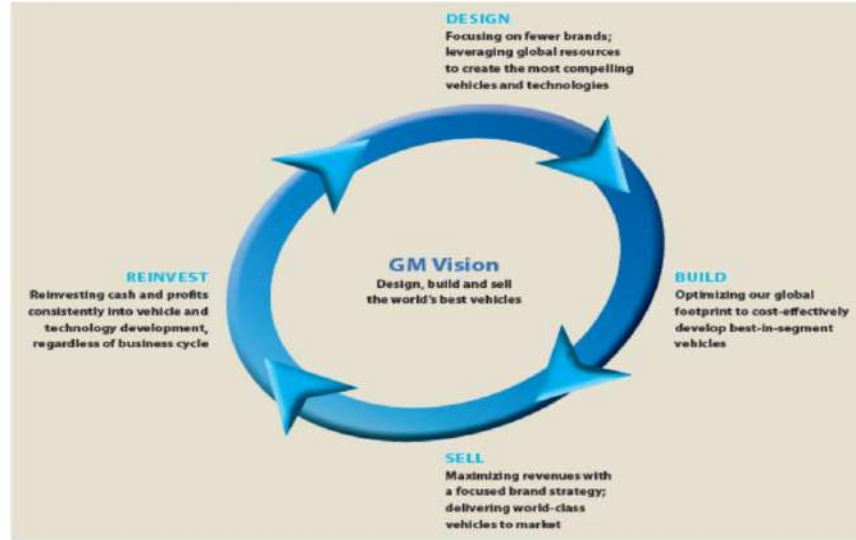 DESIGN
Focusing on fewer brands;
leveraging global resources
to create the most compelling
vehicles and technologies
GM Vision
Design, build and sell
the world's best vehicles
REINVEST
Reinvesting cash and profits
consistently into vehicle and
technology development,
regardless of business cycle
BUILD
Optimizing our global
footprint to cost-effectively
develop best-in-segment
vehicles
SELL
Maximizing revenues with
a focused brand strategy;
delivering world-class
vehicles to market